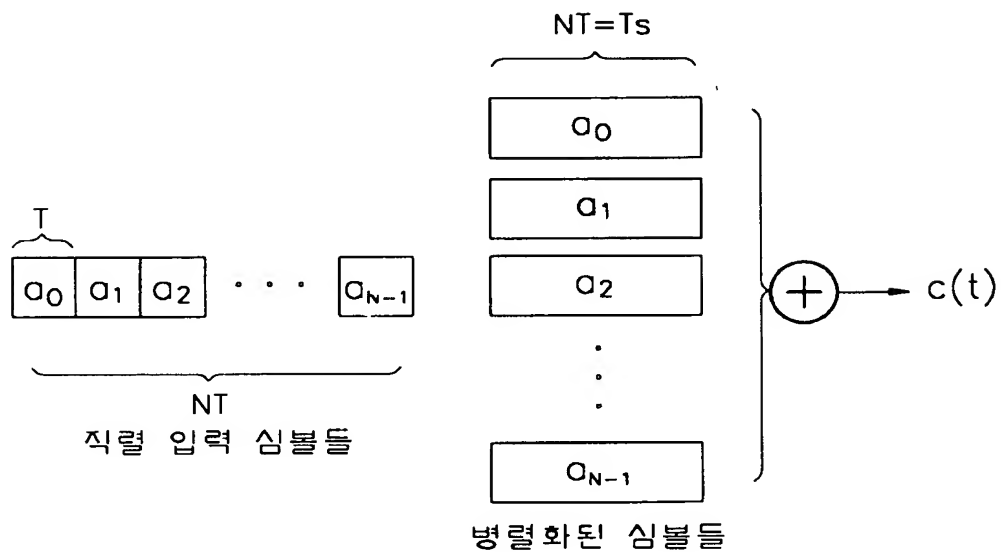 NT=Ts
a0
a1
a2
aN-1
T
a0 a1 a2 · · · aN-1
NT
직렬 입력 심볼들
+
c(t)
병렬화된 심볼들